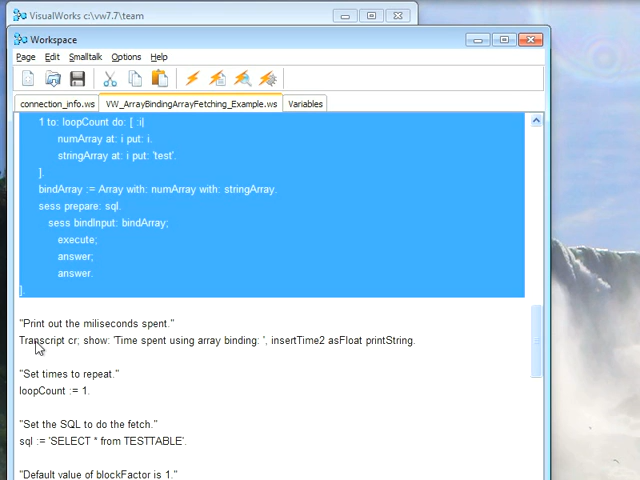 VisualWorks c:\vw7.7\team
Workspace
Page Edit Smalltalk Options Help
connection_info.ws VW_ArrayBindingArrayFetching_Example.ws Variables
1 to: loopCount do: [ :i|
numArray at: i put: i.
stringArray at: i put: 'test'.
].
bindArray := Array with: numArray with: stringArray.
sess prepare: sql.
sess bindInput: bindArray;
execute;
answer;
answer.
].
"Print out the miliseconds spent."
Transcript cr; show: 'Time spent using array binding: ', insertTime2 asFloat printString.
"Set times to repeat."
loopCount := 1.
"Set the SQL to do the fetch."
sql := 'SELECT * from TESTTABLE'.
"Default value of blockFactor is 1."